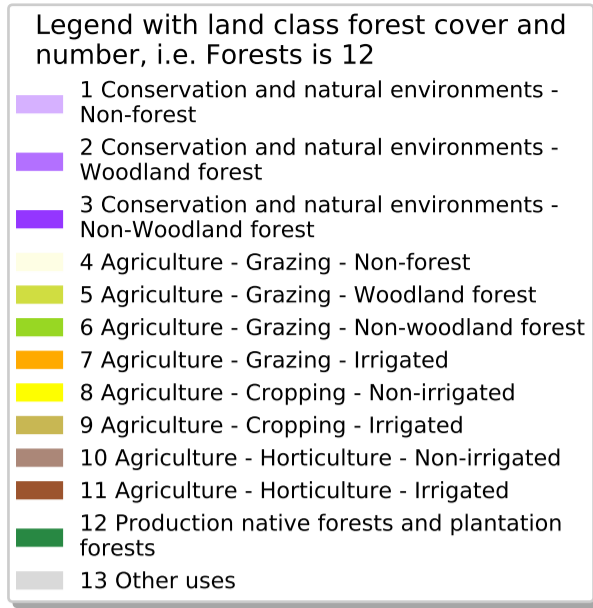 Legend with land class forest cover and
number, i.e. Forests is 12
1 Conservation and natural environments -
Non-forest
2 Conservation and natural environments -
Woodland forest
3 Conservation and natural environments -
Non-Woodland forest
4 Agriculture - Grazing - Non-forest
5 Agriculture - Grazing - Woodland forest
6 Agriculture - Grazing - Non-woodland forest
7 Agriculture - Grazing - Irrigated
8 Agriculture - Cropping - Non-irrigated
9 Agriculture - Cropping - Irrigated
10 Agriculture - Horticulture - Non-irrigated
11 Agriculture - Horticulture - Irrigated
12 Production native forests and plantation
forests
13 Other uses